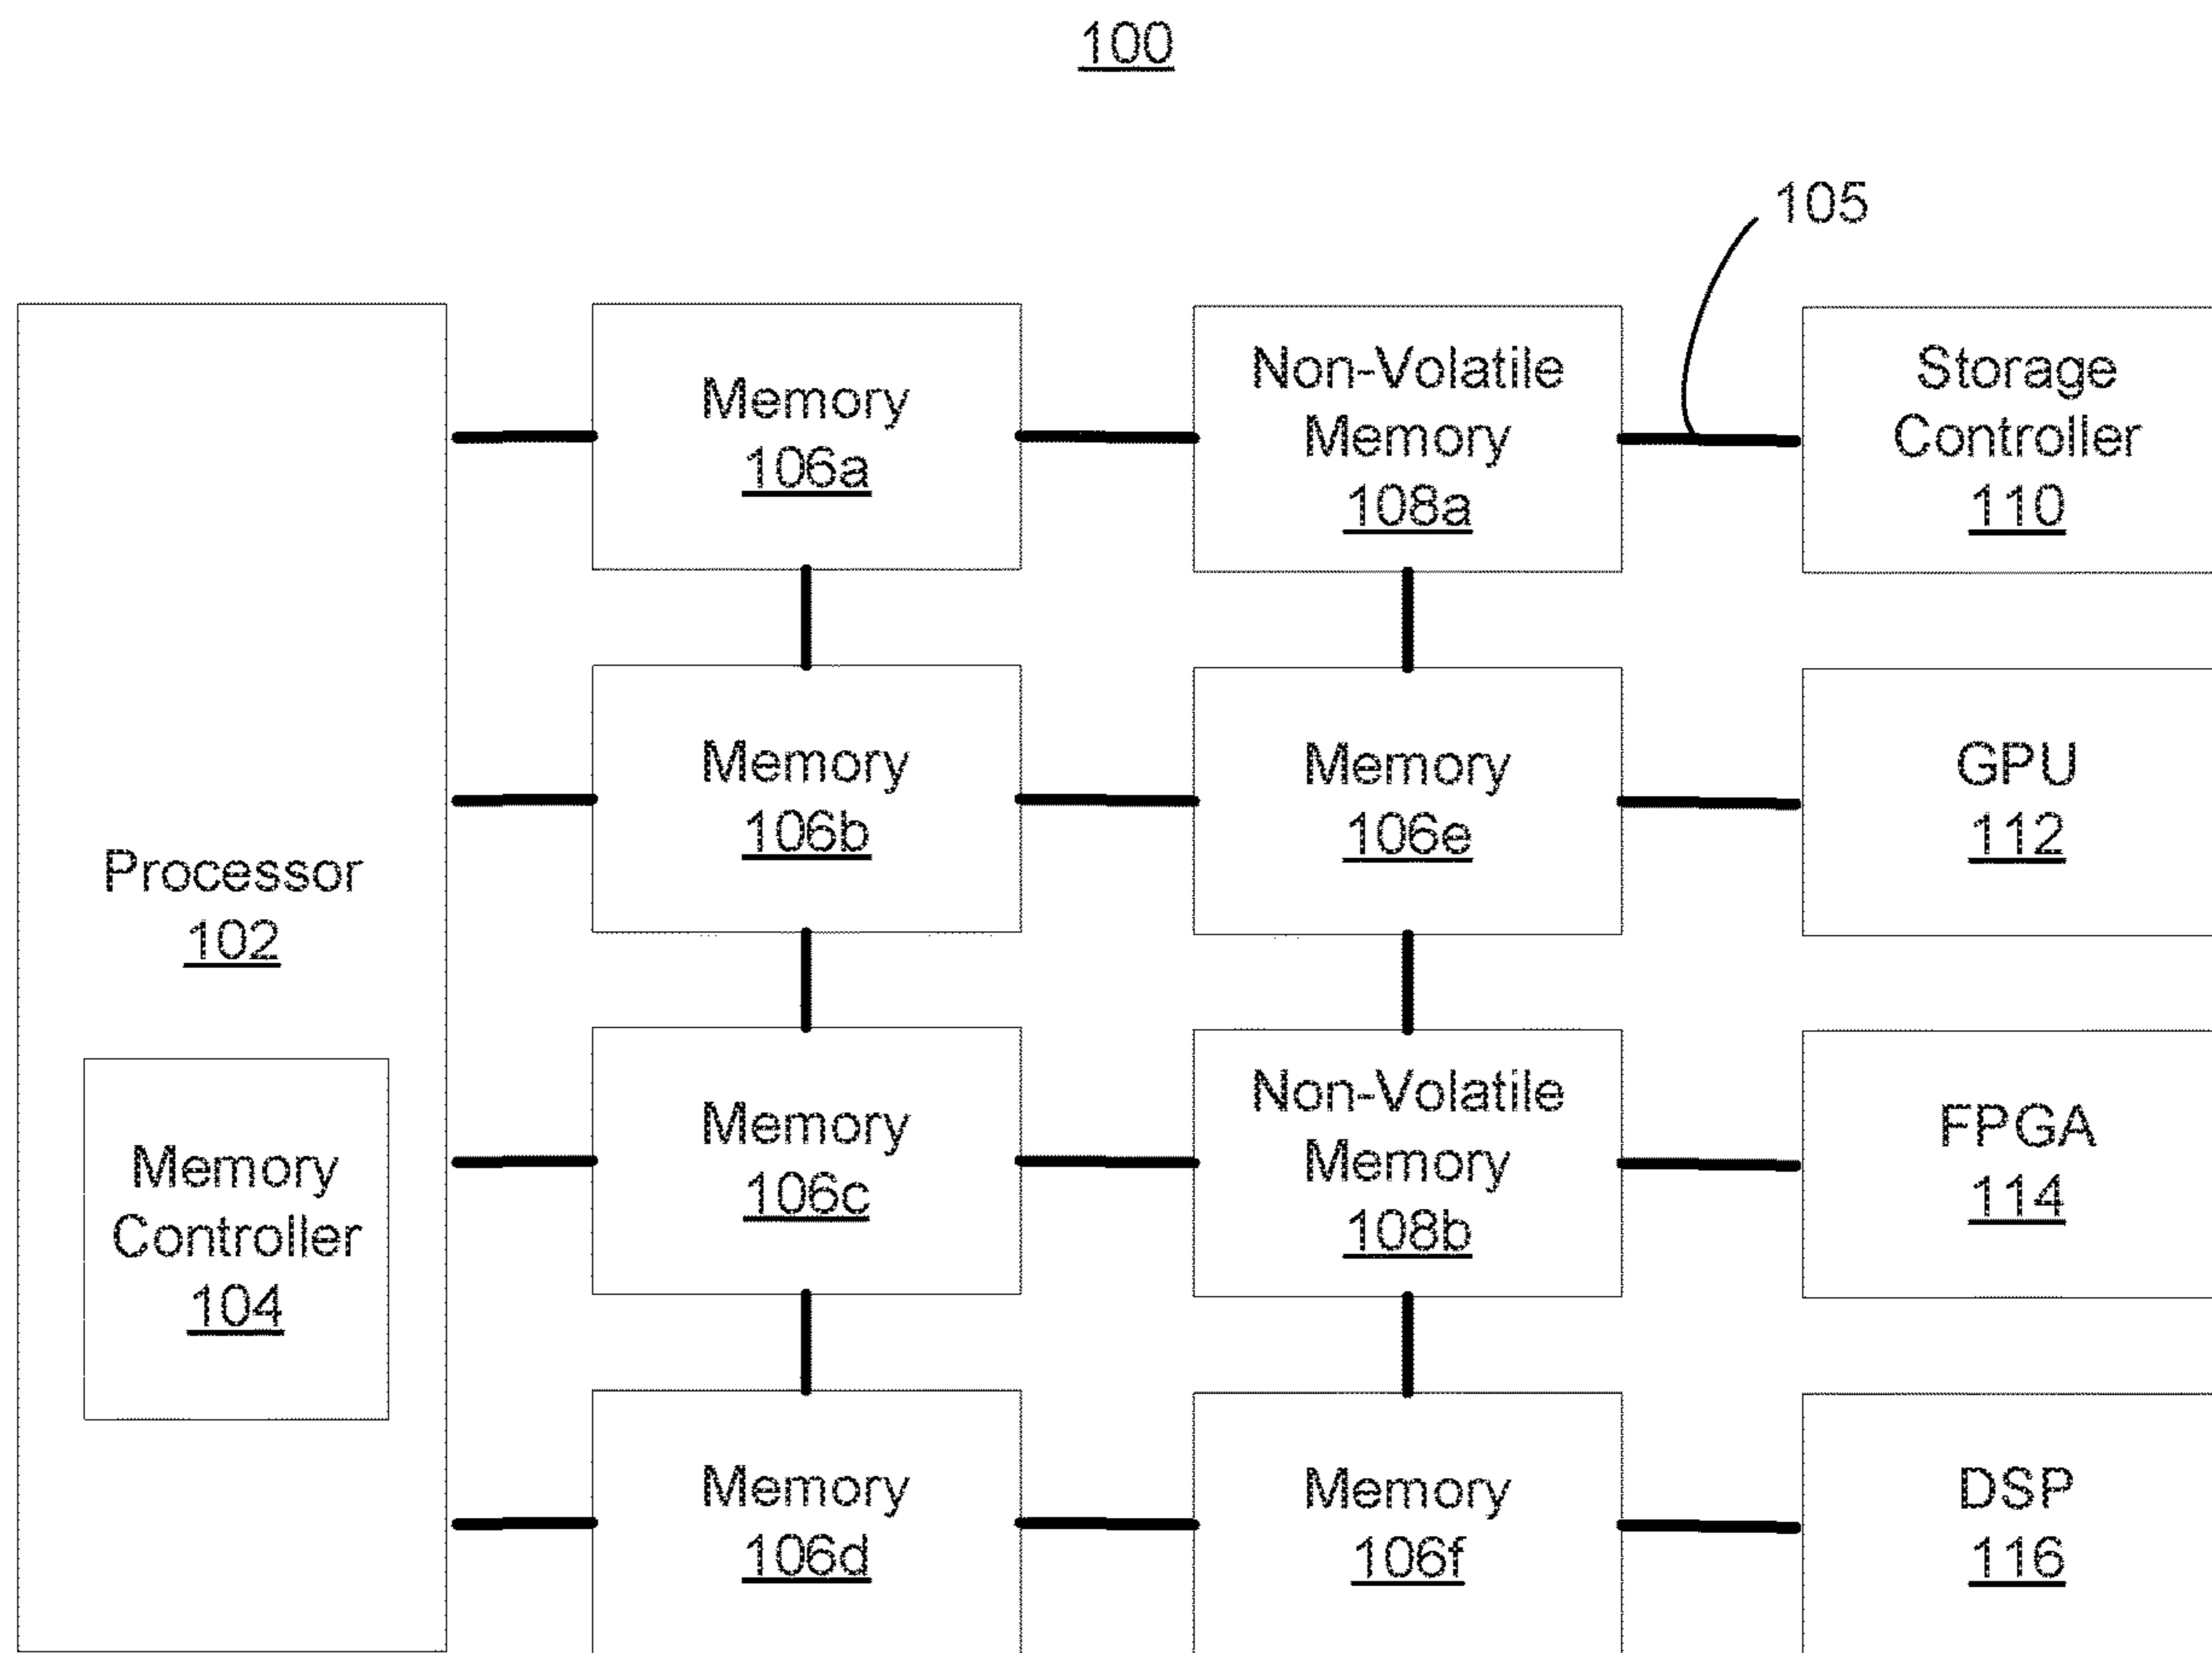 100
105
Memory
106a
Non-Volatile
Memory
108a
Storage
Controller
110
Memory
106b
Memory
106e
GPU
112
Processor
102
Memory
Controller
104
Memory
106c
Non-Volatile
Memory
108b
FPGA
114
Memory
106d
Memory
106f
DSP
116